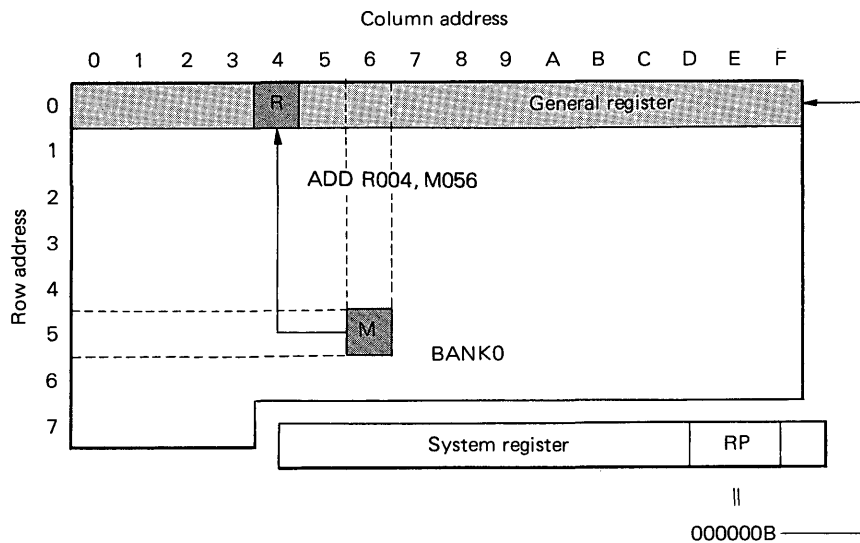 Column address
0 1 2 3 4 5 6 7 8 9 A B C D E F
Row address
0
R
General register
1
ADD R004, M056
2
3
4
5
M
BANK0
6
7
System register
RP
=
000000B